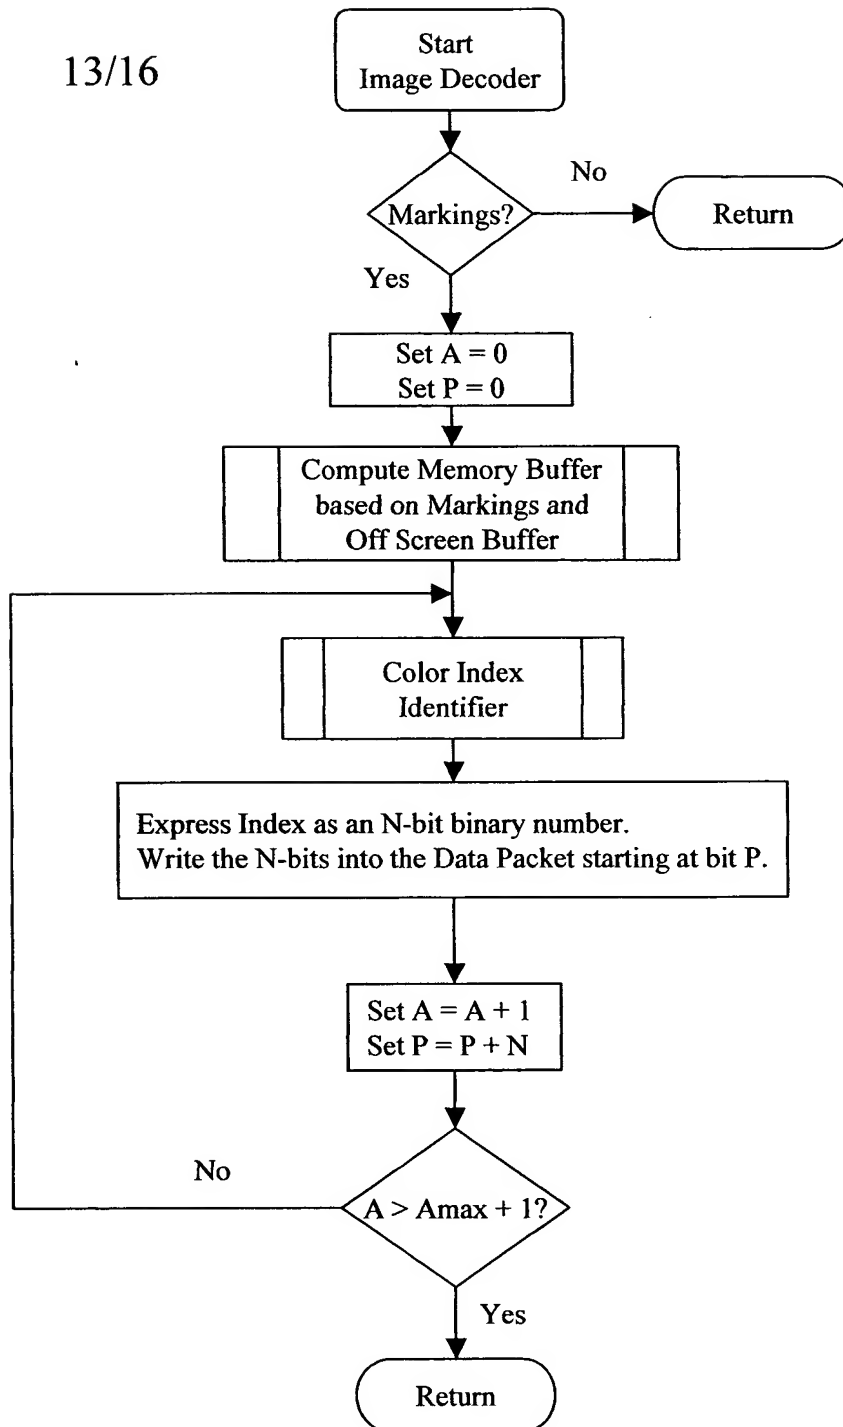 13/16
Start
Image Decoder
Markings?
No
Return
Yes
Set A = 0
Set P = 0
Compute Memory Buffer
based on Markings and
Off Screen Buffer
Color Index
Identifier
Express Index as an N-bit binary number.
Write the N-bits into the Data Packet starting at bit P.
Set A = A + 1
Set P = P + N
No
A > Amax + 1?
Yes
Return